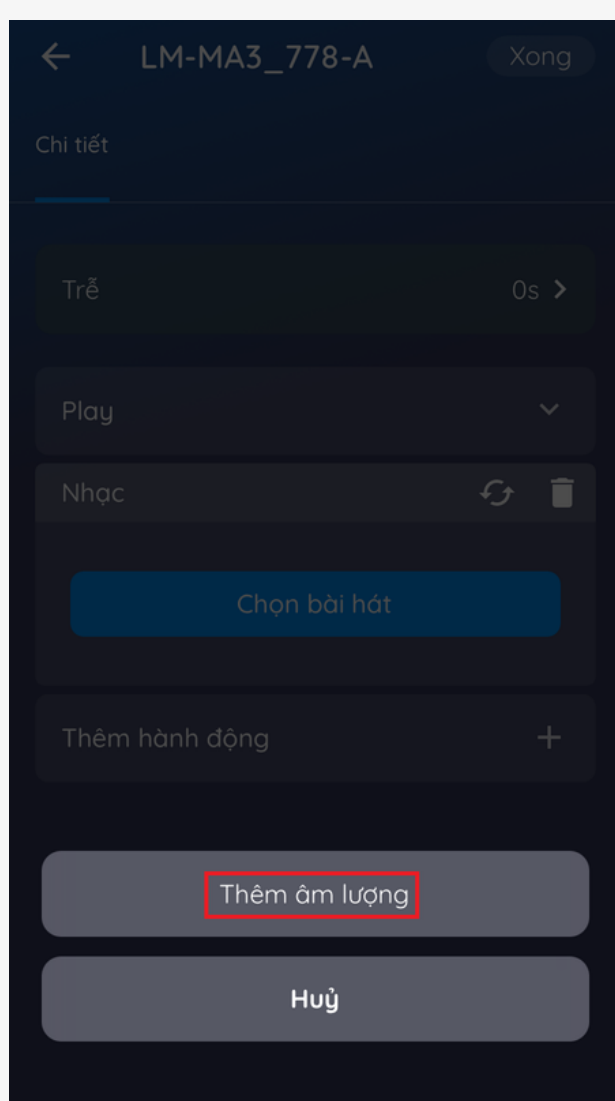 LM-MA3_778-A Xong
Chi tiết
Trễ 0s
Play
Nhạc
Chọn bài hát
Thêm hành động
Thêm âm lượng
Huỷ